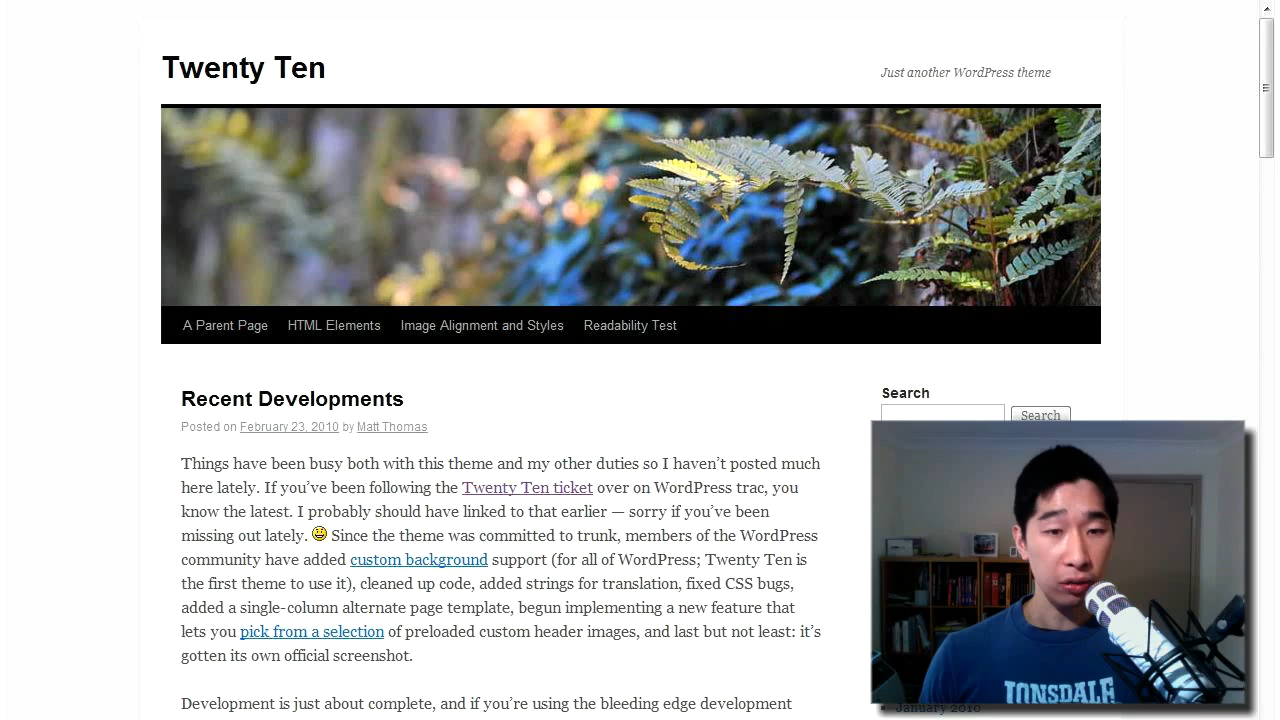 Twenty Ten
Just another WordPress theme
A Parent Page HTML Elements Image Alignment and Styles Readability Test
Recent Developments
Posted on February 23, 2010 by Matt Thomas
Things have been busy both with this theme and my other duties so I haven’t posted much
here lately. If you’ve been following the Twenty Ten ticket over on WordPress trac, you
know the latest. I probably should have linked to that earlier — sorry if you’ve been
missing out lately. Since the theme was committed to trunk, members of the WordPress
community have added custom background support (for all of WordPress; Twenty Ten is
the first theme to use it), cleaned up code, added strings for translation, fixed CSS bugs,
added a single-column alternate page template, begun implementing a new feature that
lets you pick from a selection of preloaded custom header images, and last but not least: it’s
gotten its own official screenshot.
Development is just about complete, and if you’re using the bleeding edge development
Search
Search
LONSDALE
January 2010